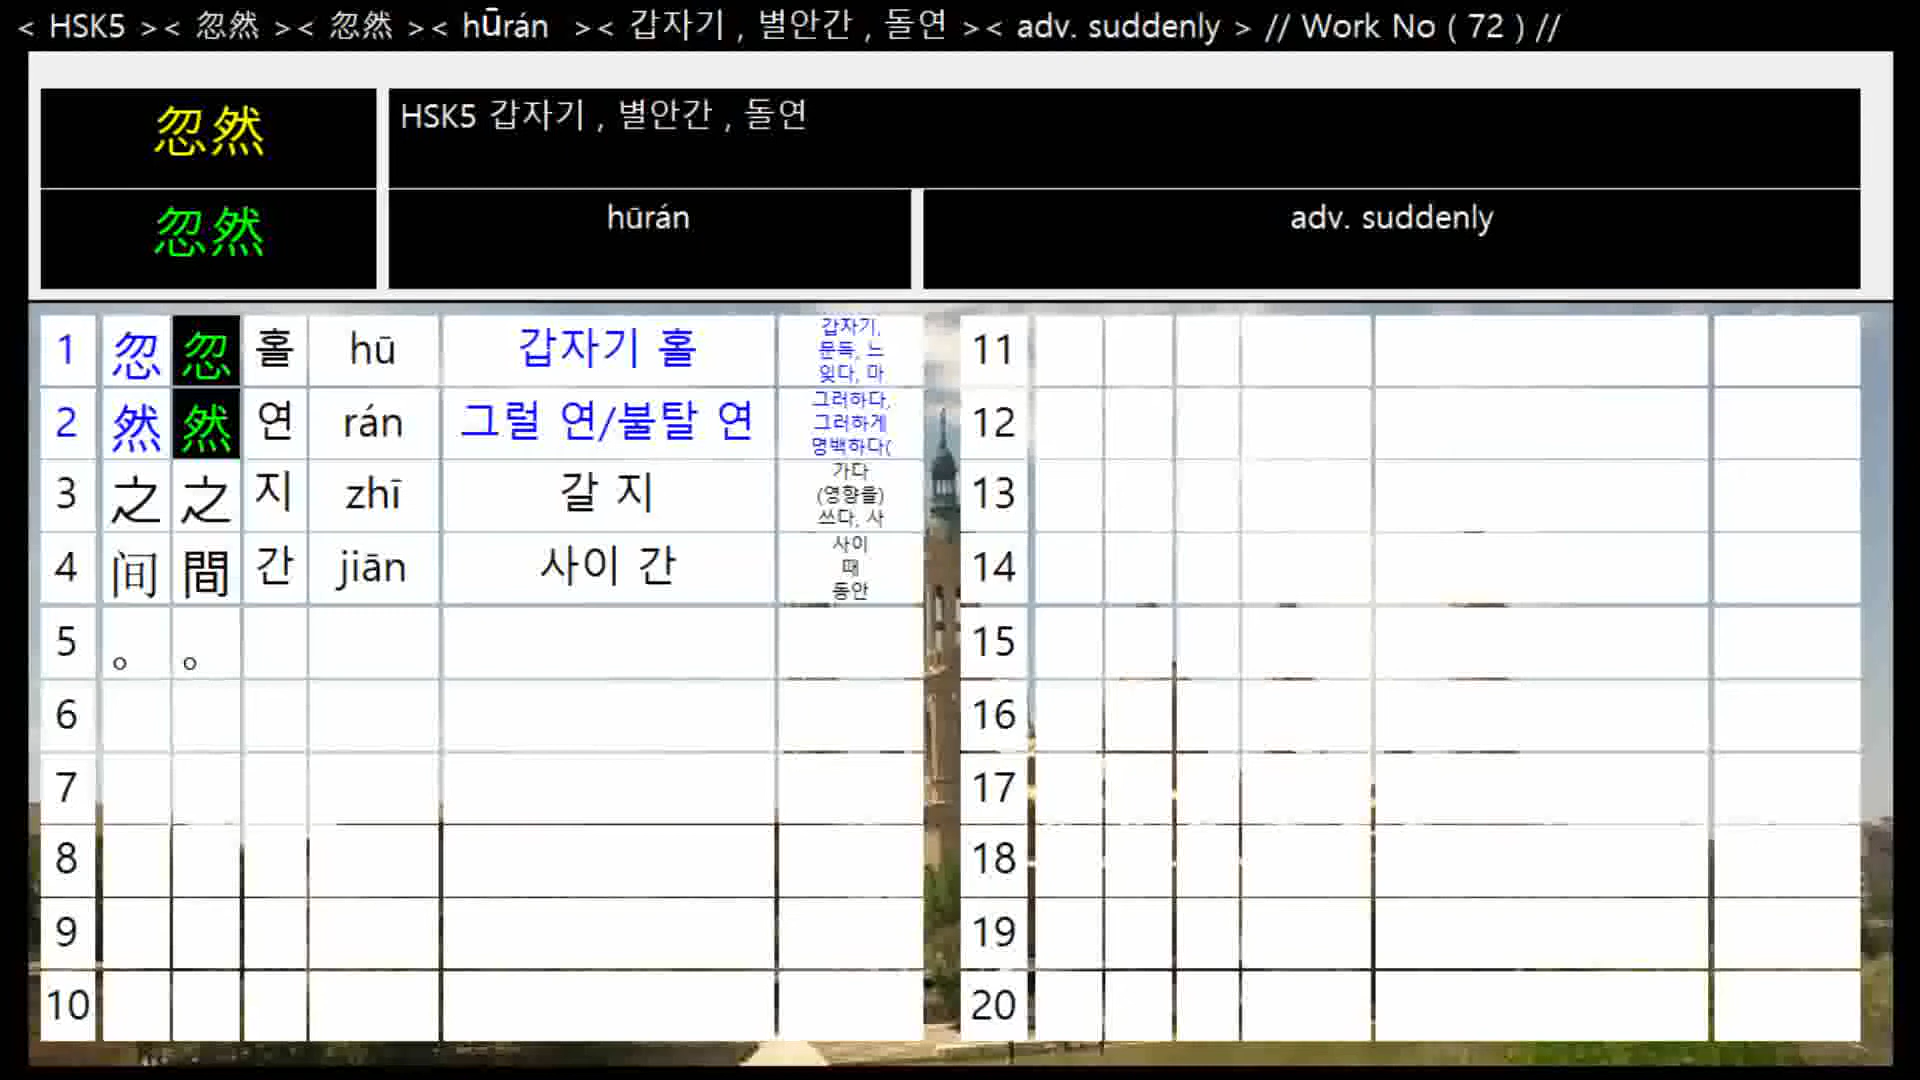 < HSK5 >< 忽然 >< 忽然 >< hūrán >< 갑자기 , 별안간 , 돌연 >< adv. suddenly > // Work No ( 72 ) //
忽然
HSK5 갑자기 , 별안간 , 돌연
忽然
hūrán
adv. suddenly
1 忽 忽 홀 hū 갑자기 홀
갑자기,
문득, 느
잊다, 마
2 然 然 연 rán 그럴 연/불탈 연
그러하다,
그러하게
명백하다(
3 之 之 지 zhī 갈 지
가다
(영향을)
쓰다, 사
4 间 間 간 jiān 사이 간
사이
때
동안
5 。 。
6
7
8
9
10
11
12
13
14
15
16
17
18
19
20